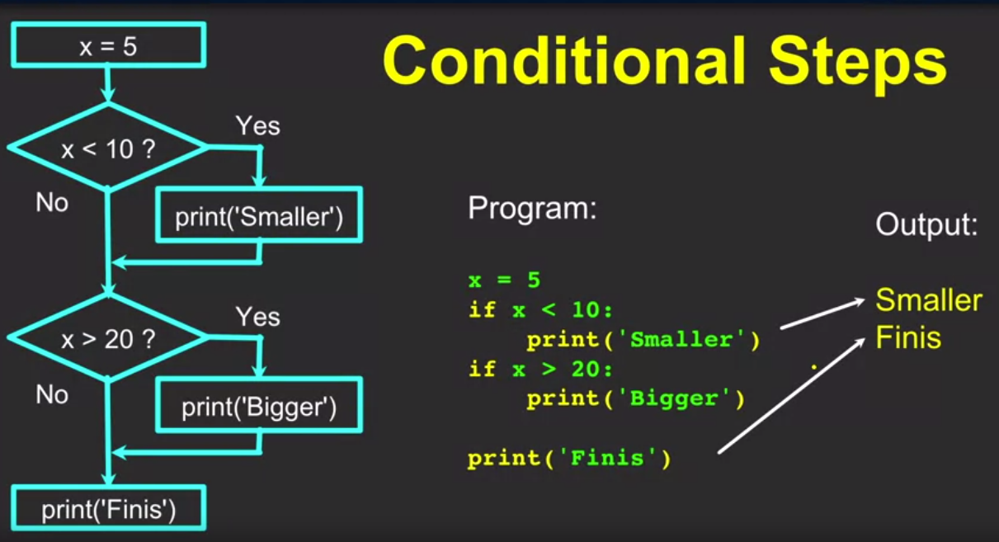 Conditional Steps
x = 5
x < 10 ?
Yes
No
print('Smaller')
x > 20 ?
Yes
No
print('Bigger')
print('Finis')
Program:
x = 5
if x < 10:
    print('Smaller')
if x > 20:
    print('Bigger')
print('Finis')
Output:
Smaller
Finis